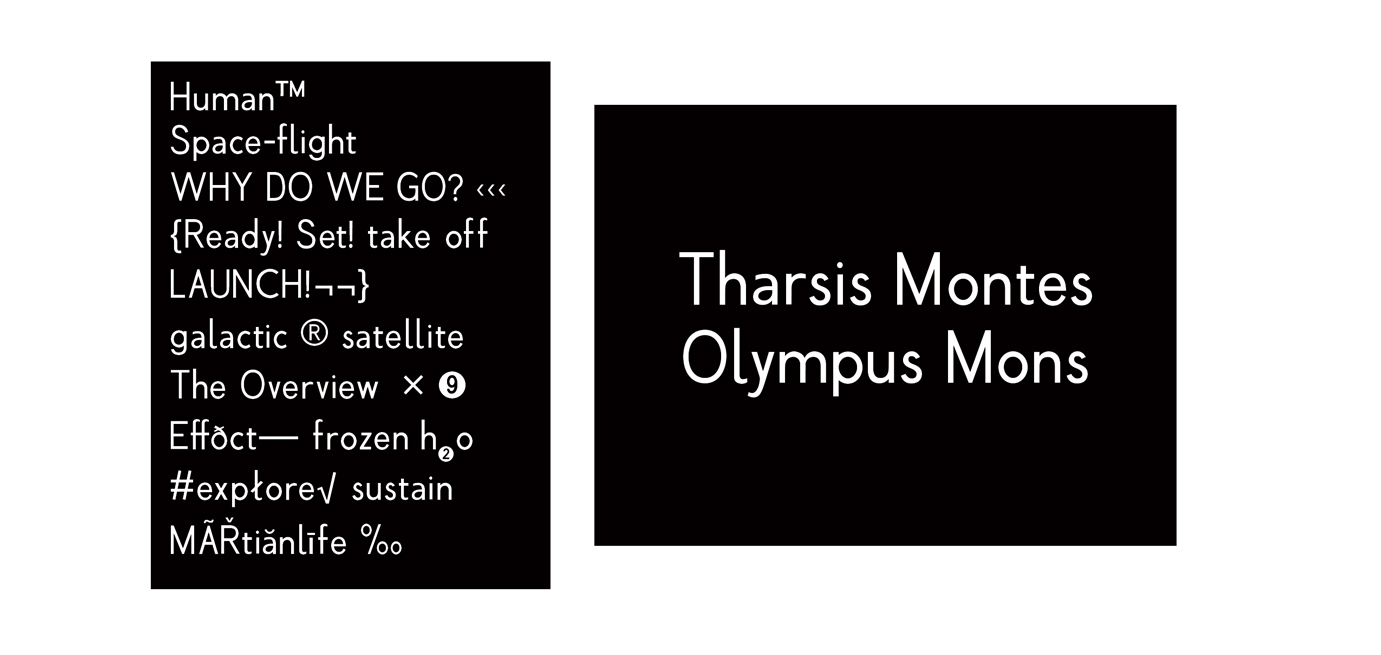 Human™
Space-flight
WHY DO WE GO? ‹‹‹
{Ready! Set! take off
LAUNCH!¬¬}
galactic ® satellite
The Overview × ❾
Effðct— frozen h₂o
#expłore√ sustain
MÃŘtiănlīfe ‰
Tharsis Montes
Olympus Mons